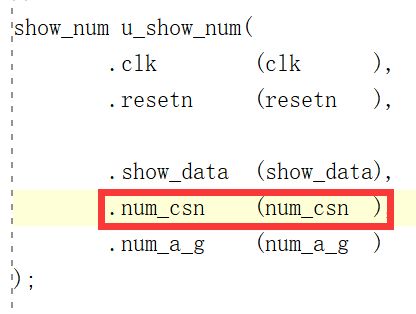 show_num u_show_num(
.clk (clk ),
.resetn (resetn ),
.show_data (show_data),
.num_csn (num_csn )
.num_a_g (num_a_g )
);